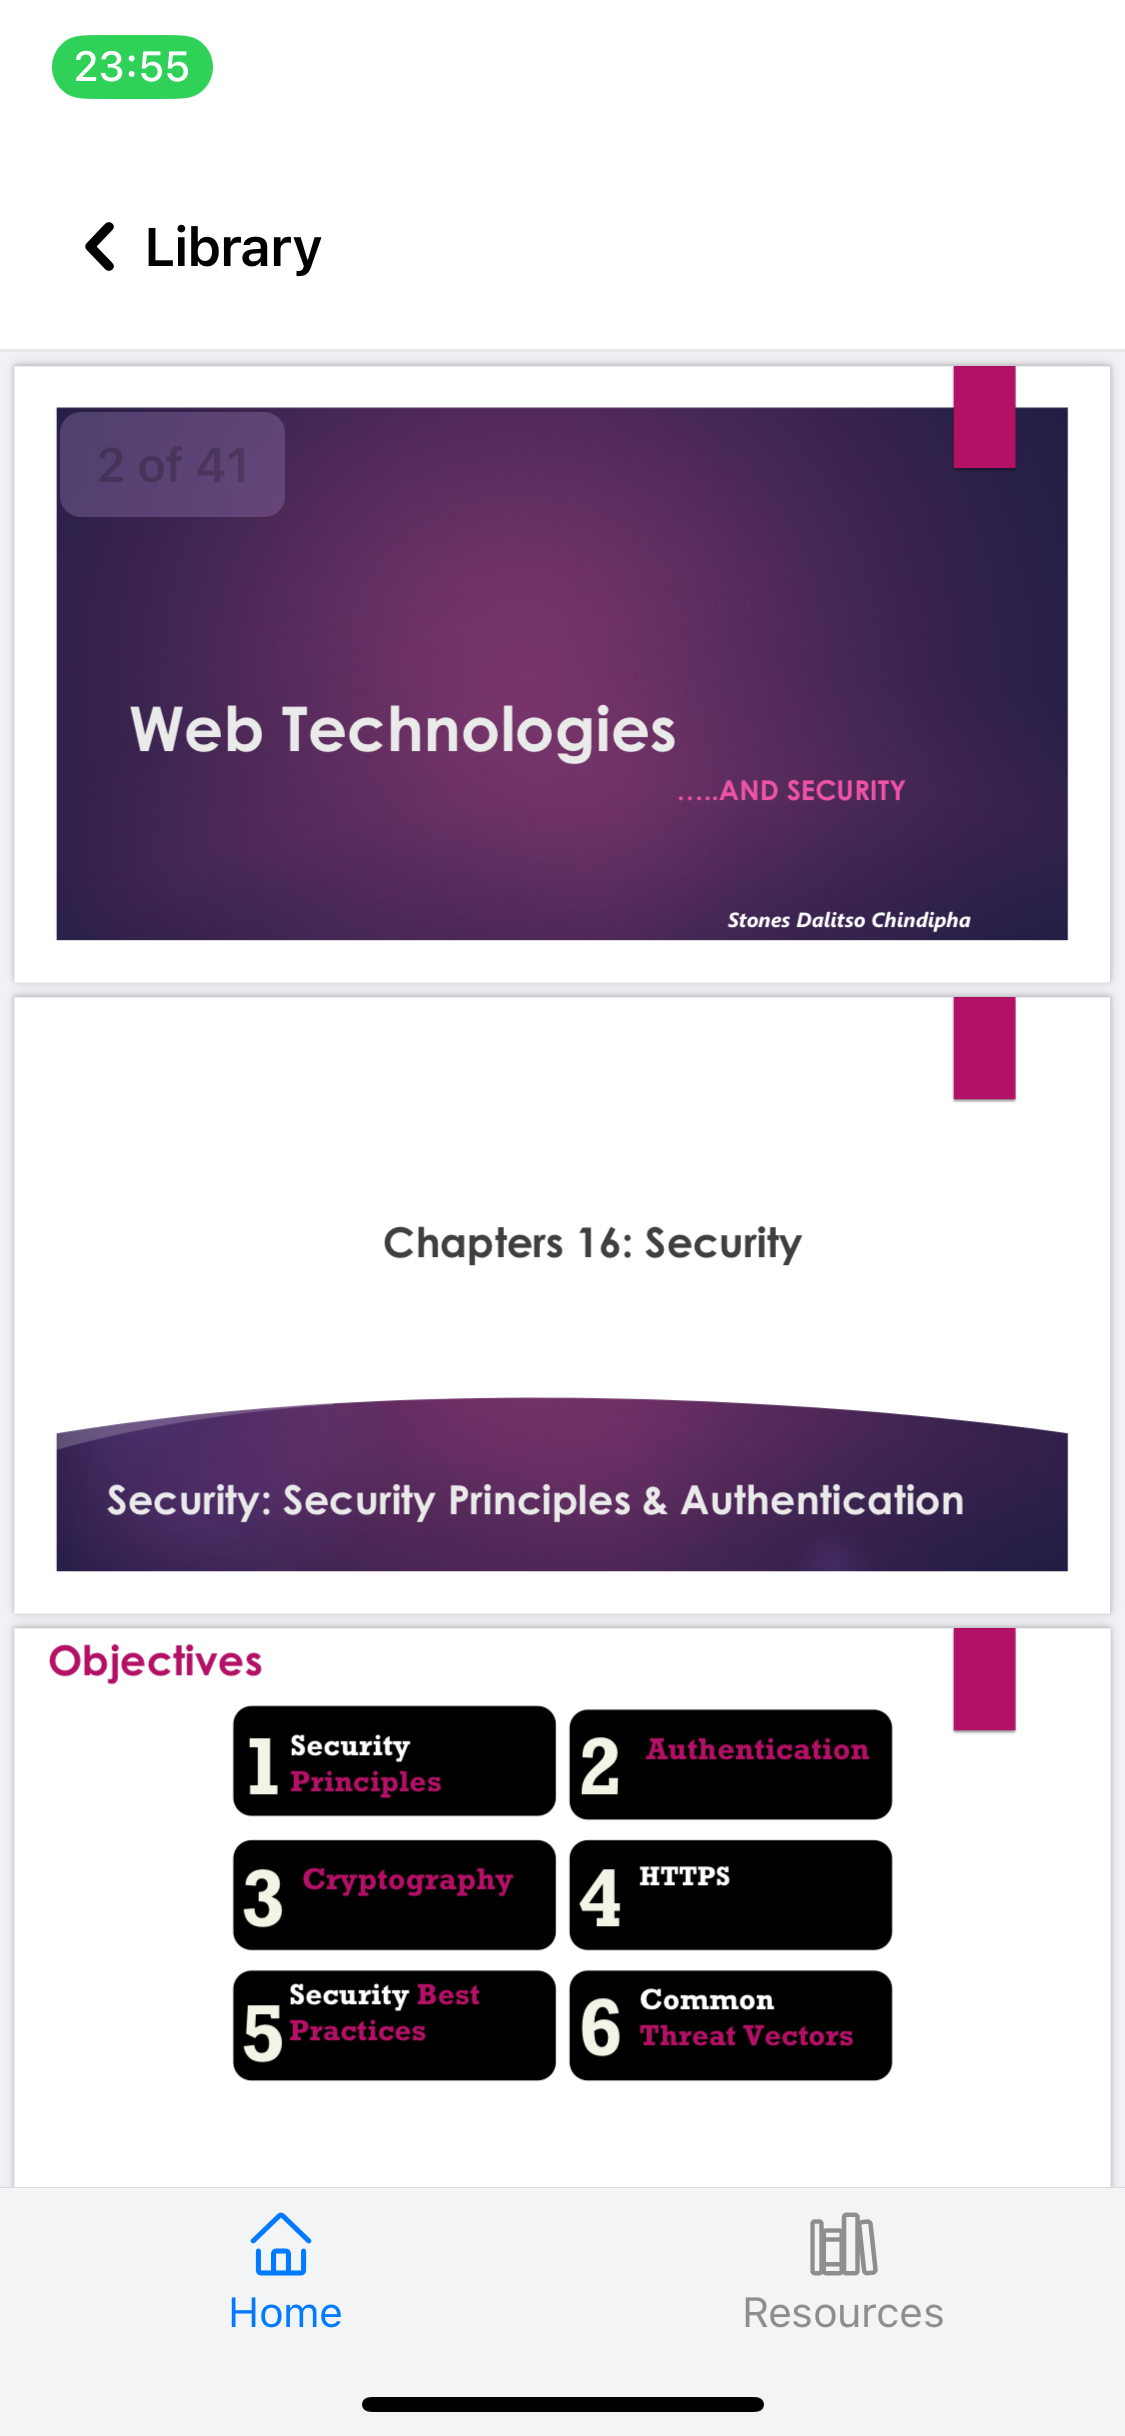 23:55
Library
2 of 41
Web Technologies
.....AND SECURITY
Stones Dalitso Chindipha
Chapters 16: Security
Security: Security Principles & Authentication
Objectives
1 Security
Principles
2 Authentication
3 Cryptography
4 HTTPS
5 Security Best
Practices
6 Common
Threat Vectors
Home
Resources